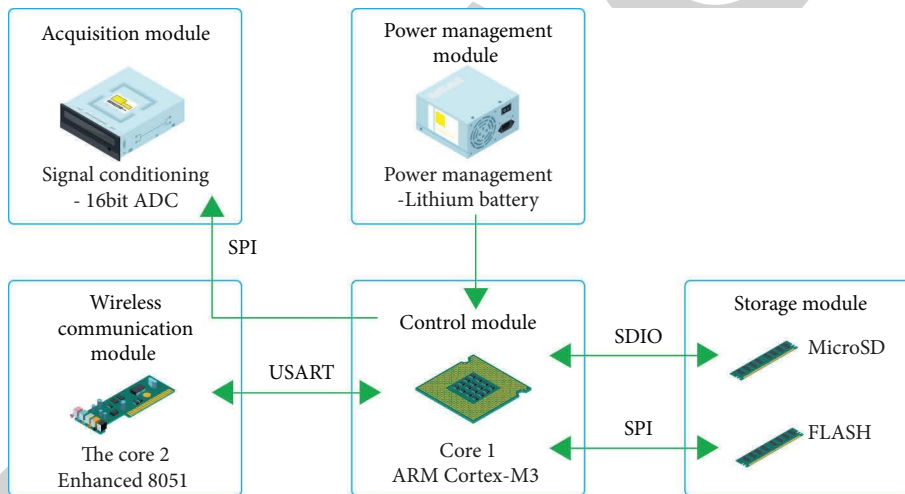 Acquisition module
Signal conditioning
- 16bit ADC
Power management
module
Power management
-Lithium battery
SPI
Wireless
communication
module
The core 2
Enhanced 8051
USART
Control module
Core 1
ARM Cortex-M3
SDIO
SPI
Storage module
MicroSD
FLASH